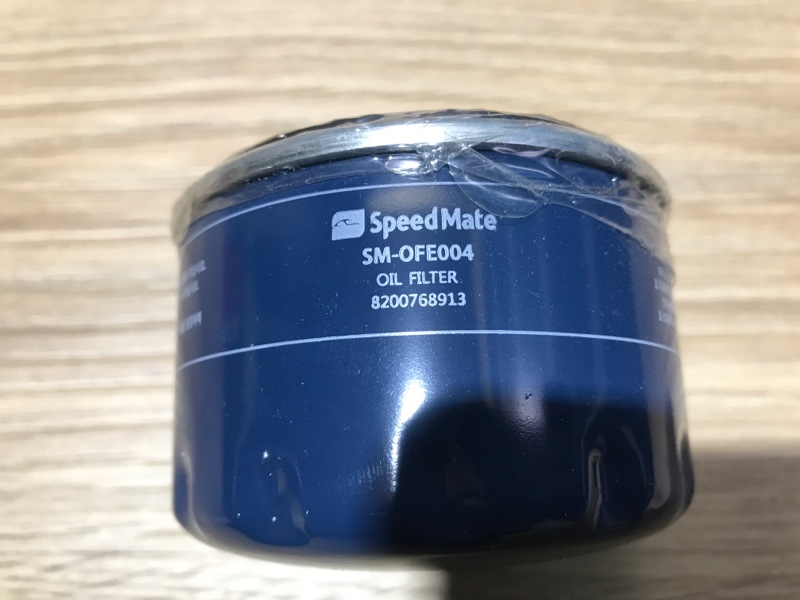 SpeedMate
SM-OFE004
OIL FILTER
8200768913